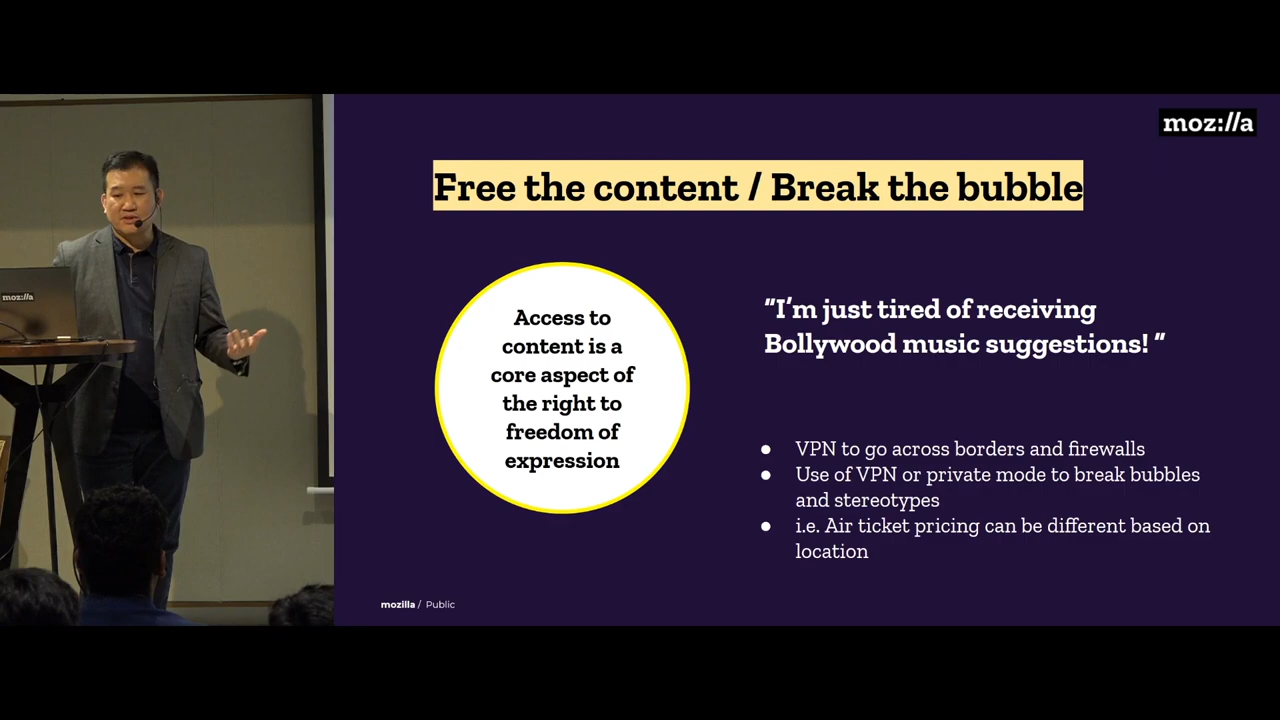 moz://a
Free the content / Break the bubble
Access to
content is a
core aspect of
the right to
freedom of
expression
"I'm just tired of receiving
Bollywood music suggestions! "
● VPN to go across borders and firewalls
● Use of VPN or private mode to break bubbles
and stereotypes
● i.e. Air ticket pricing can be different based on
location
mozilla / Public
moz://a